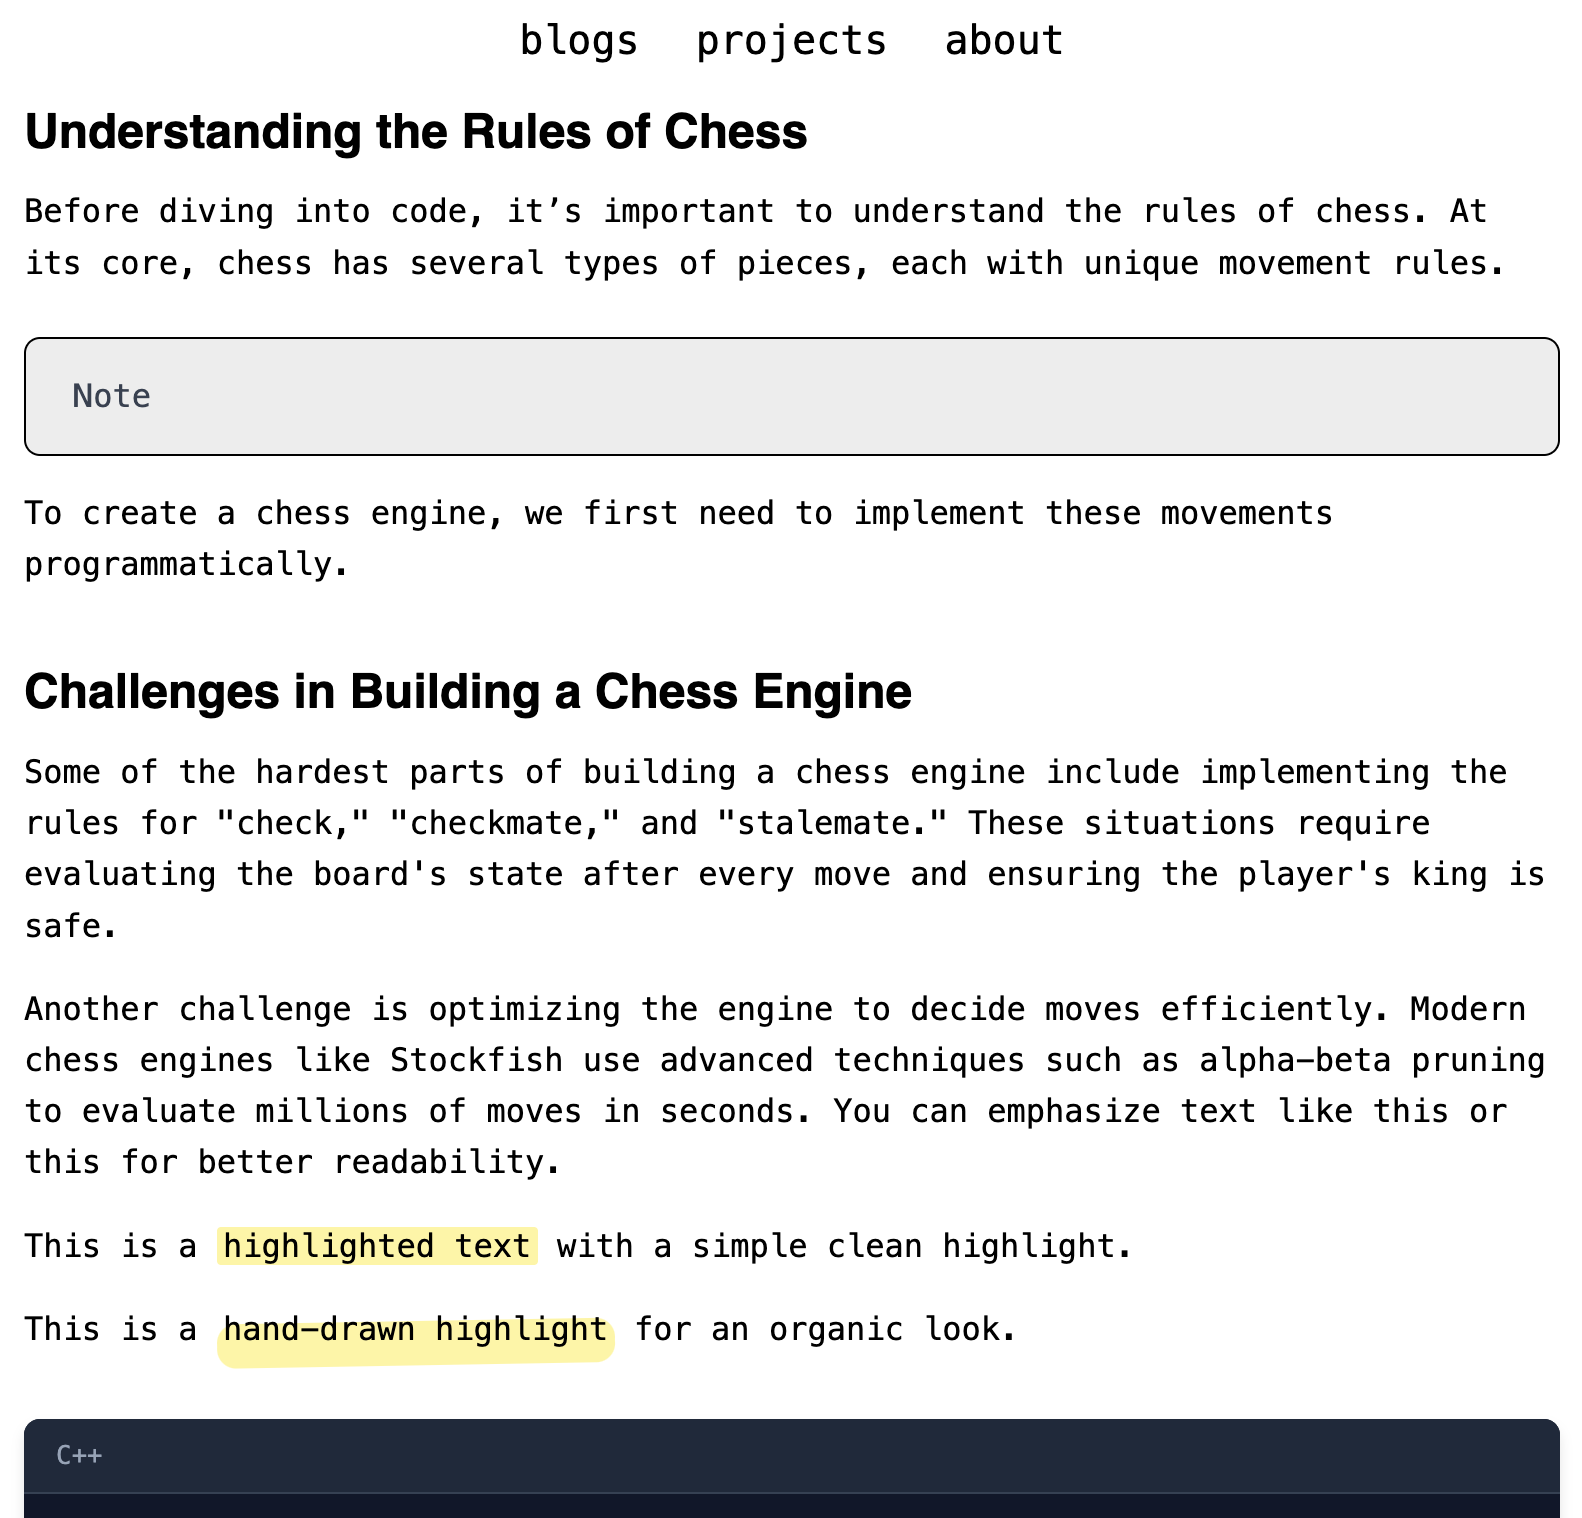 blogs projects about
Understanding the Rules of Chess
Before diving into code, it’s important to understand the rules of chess. At
its core, chess has several types of pieces, each with unique movement rules.
Note
To create a chess engine, we first need to implement these movements
programmatically.
Challenges in Building a Chess Engine
Some of the hardest parts of building a chess engine include implementing the
rules for "check," "checkmate," and "stalemate." These situations require
evaluating the board's state after every move and ensuring the player's king is
safe.
Another challenge is optimizing the engine to decide moves efficiently. Modern
chess engines like Stockfish use advanced techniques such as alpha-beta pruning
to evaluate millions of moves in seconds. You can emphasize text like this or
this for better readability.
This is a highlighted text with a simple clean highlight.
This is a hand-drawn highlight for an organic look.
C++